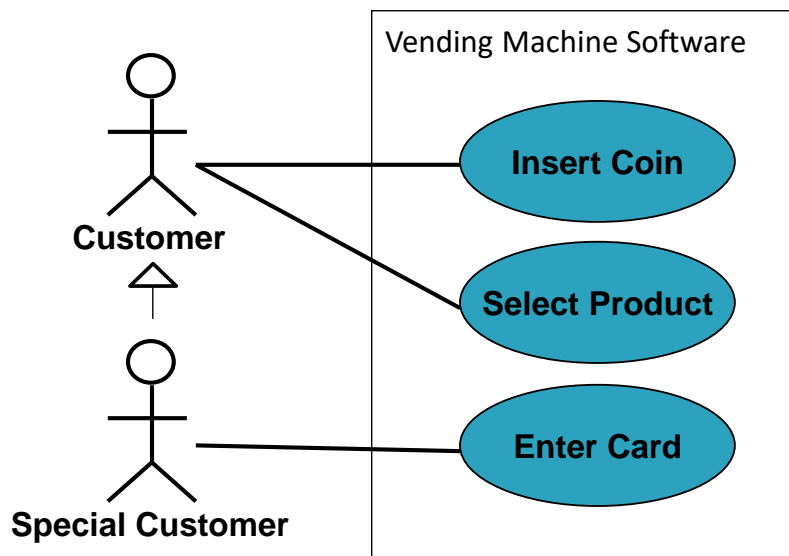 Vending Machine Software
Insert Coin
Customer
Select Product
Enter Card
Special Customer